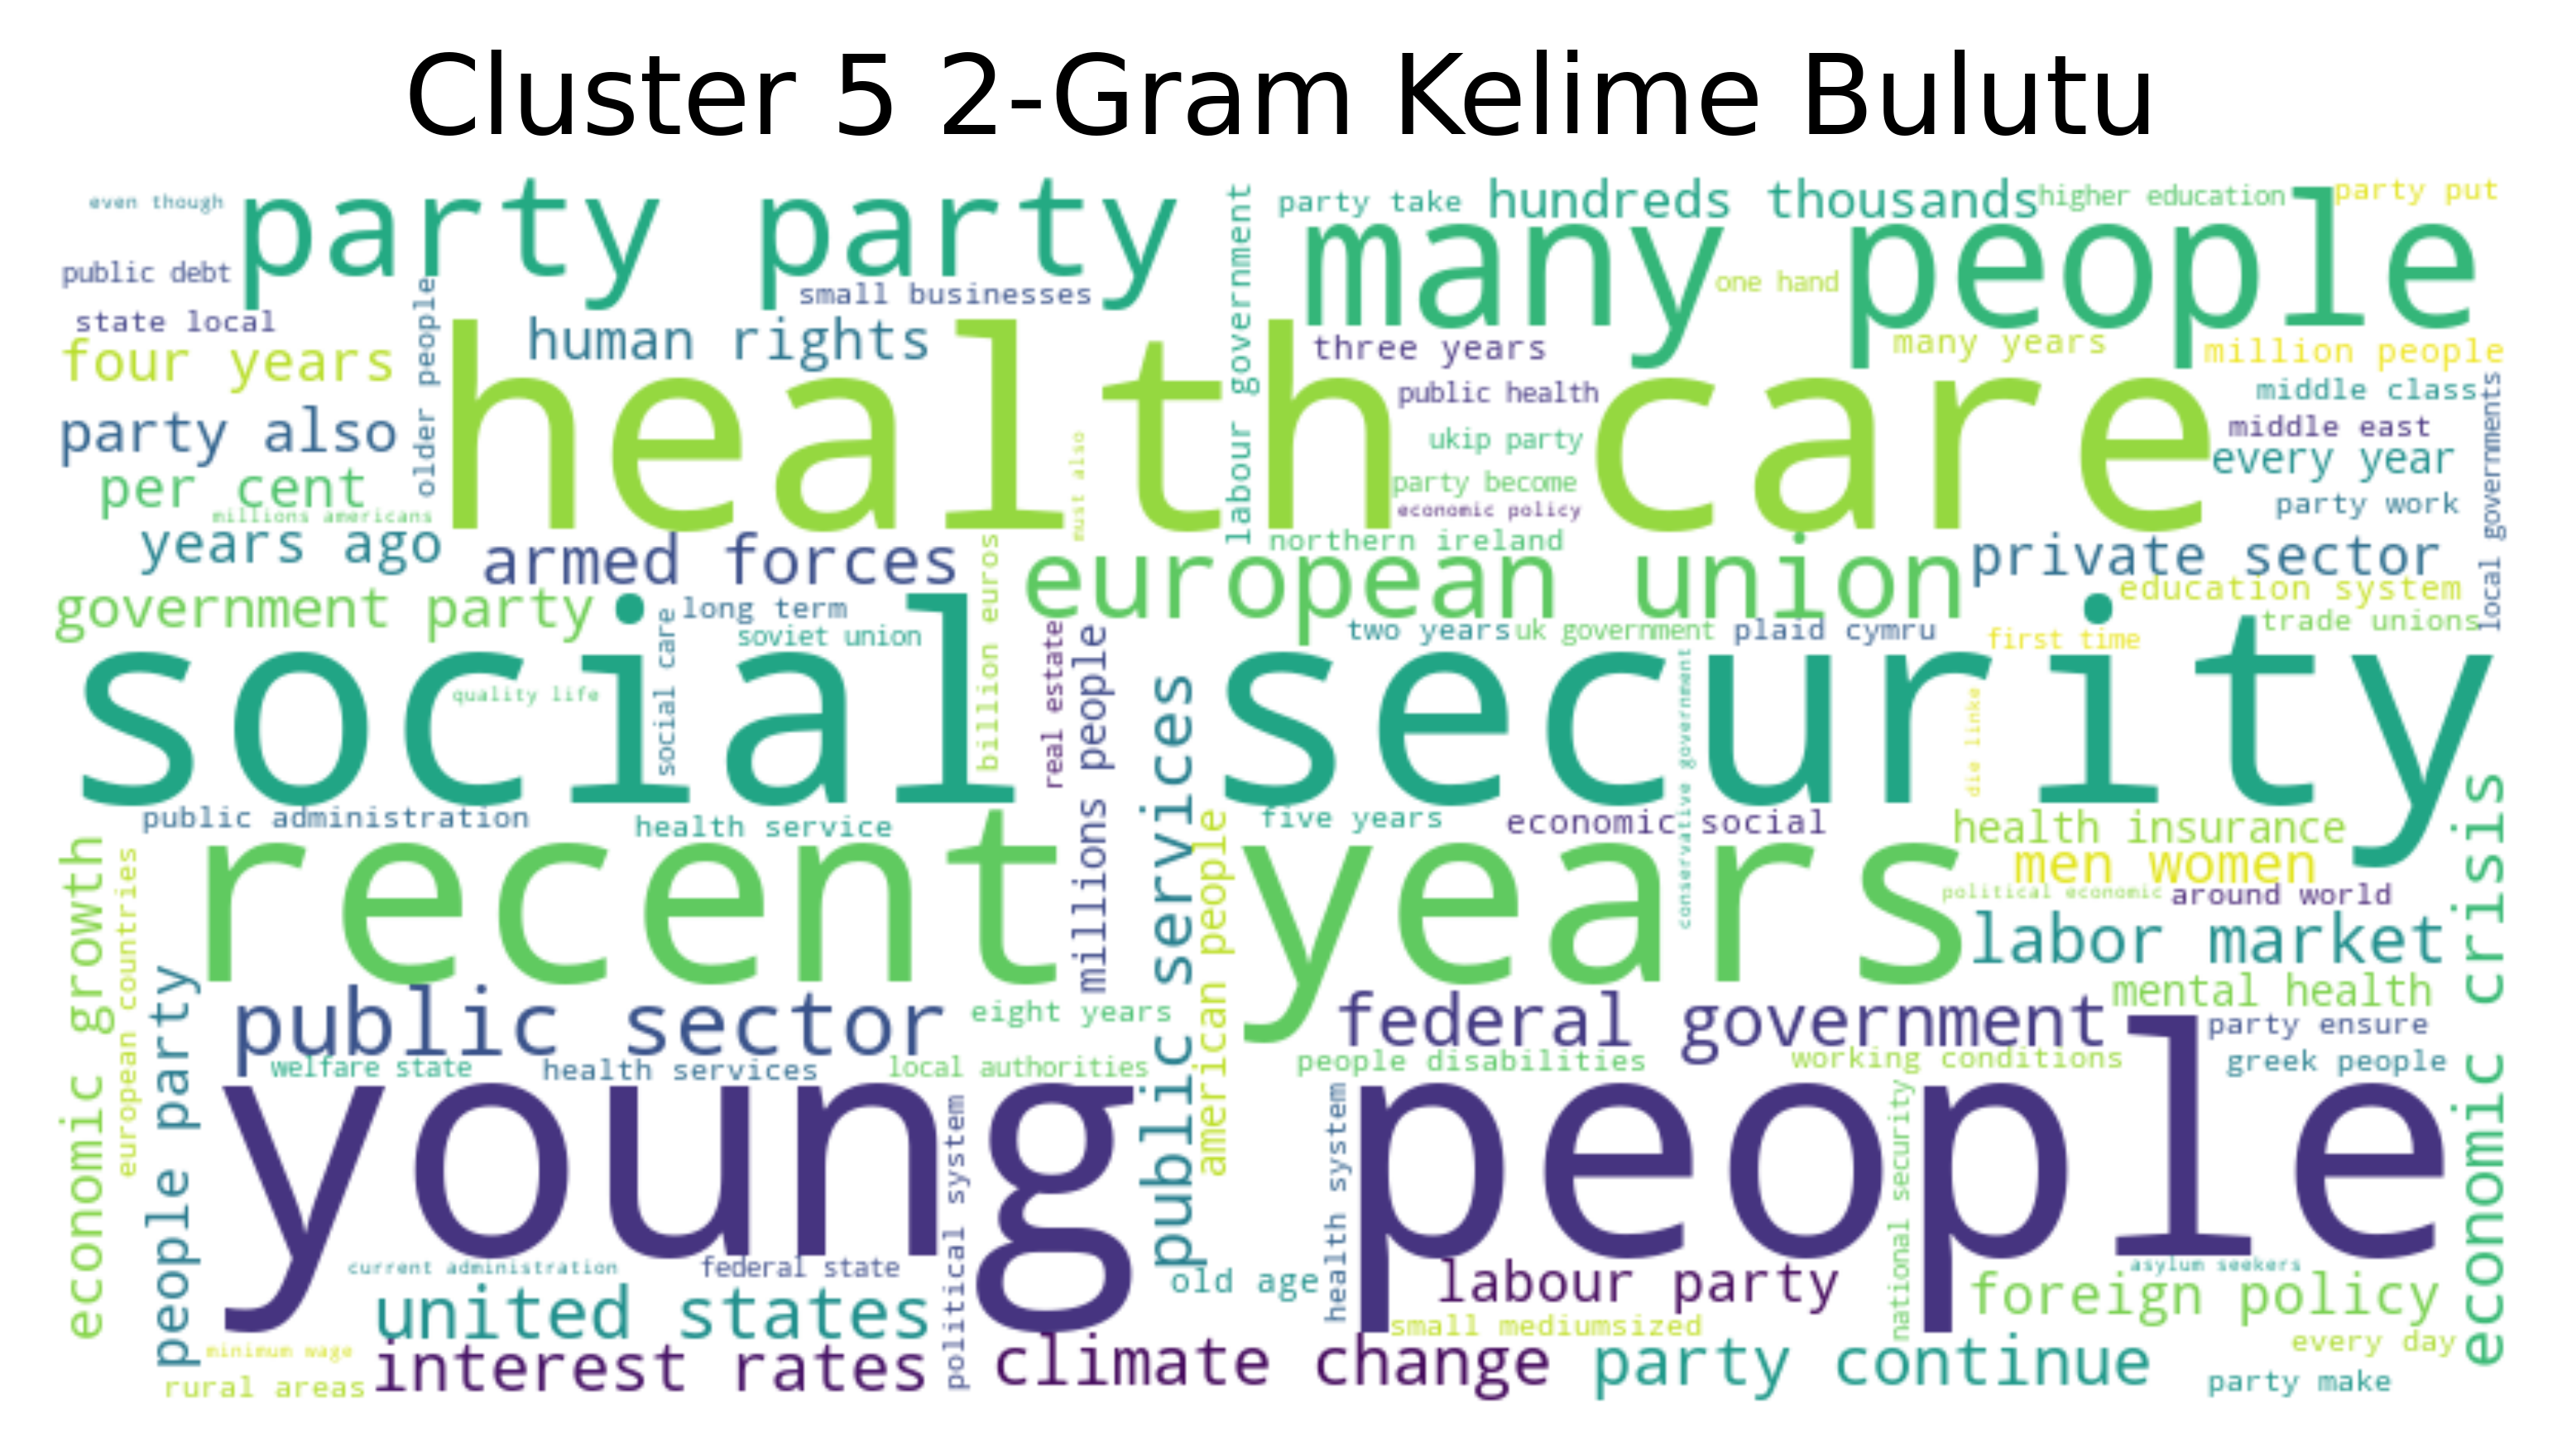 Cluster 5 2-Gram Kelime Bulutu
even though
party party
party take
hundreds thousands
higher education
party put
public debt
small businesses
labour government
many people
one hand
state local
older people
human rights
three years
many years
million people
four years
health care
public health
middle class
party also
ukip party
middle east
local governments
must also
every year
per cent
party become
millions americans
economic policy
party work
years ago
armed forces
northern ireland
private sector
european union
government party
long term
billion euros
education system
social security
social care
soviet union
two years
uk government
plaid cymru
first time
trade unions
quality life
real estate
millions people
public services
conservative government
die linke
public administration
health service
five years
economic social
health insurance
men women
political economic
around world
recent years
american people
economic growth
european countries
people party
labor market
economic crisis
public sector
eight years
federal government
mental health
party ensure
welfare state
health services
local authorities
people disabilities
working conditions
greek people
young people
political system
health system
national security
current administration
federal state
old age
labour party
asylum seekers
foreign policy
united states
small mediumsized
every day
minimum wage
interest rates
climate change
party continue
rural areas
party make